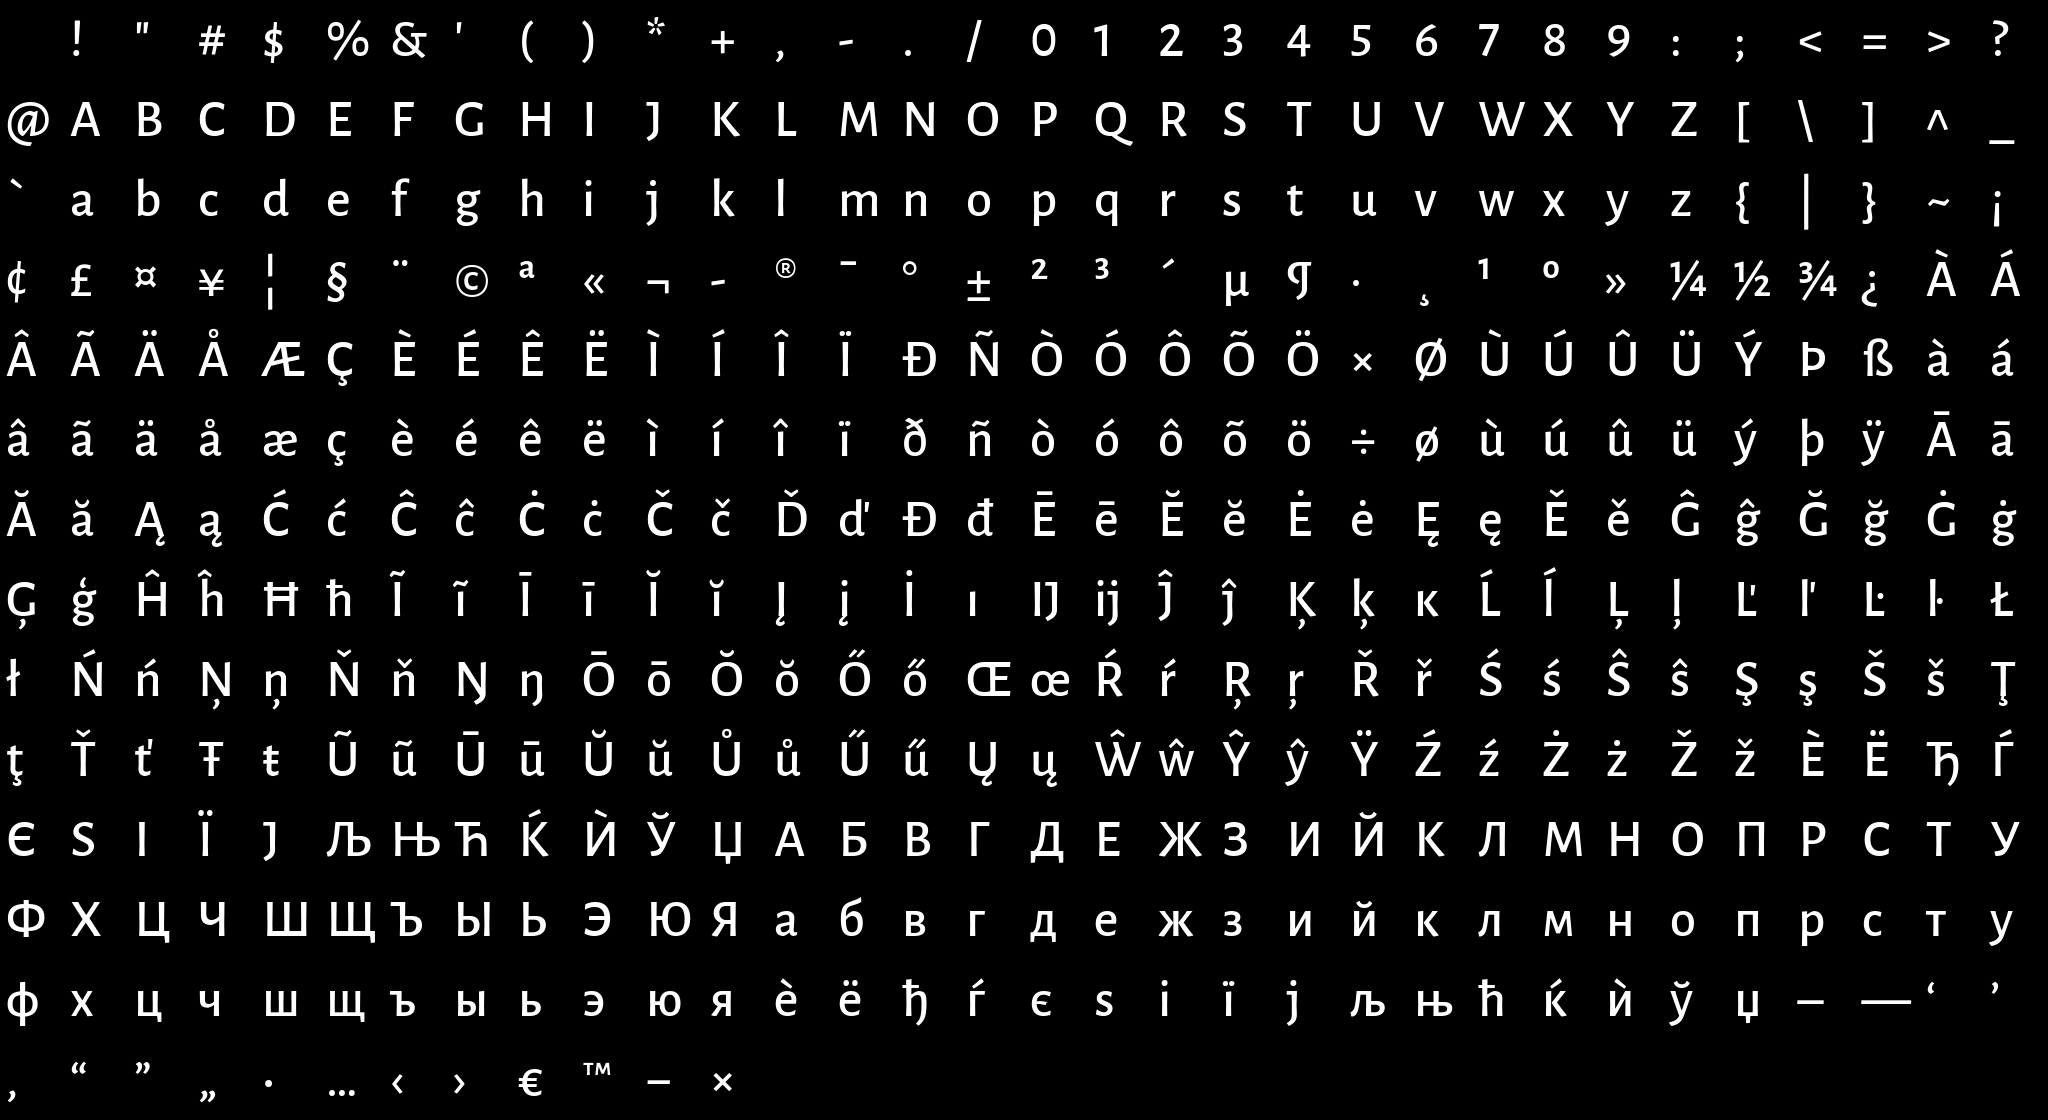 ! " # $ % & ' ( ) * + , - . / 0 1 2 3 4 5 6 7 8 9 : ; < = > ?
@ A B C D E F G H I J K L M N O P Q R S T U V W X Y Z [ \ ] ^ _
` a b c d e f g h i j k l m n o p q r s t u v w x y z { | } ~ ¡
¢ £ ¤ ¥ ¦ § ¨ © ª « ¬ - ® ¯ ° ± ² ³ ´ µ ¶ · ¸ ¹ º » ¼ ½ ¾ ¿ À Á
Â Ã Ä Å Æ Ç È É Ê Ë Ì Í Î Ï Ð Ñ Ò Ó Ô Õ Ö × Ø Ù Ú Û Ü Ý Þ ß à á
â ã ä å æ ç è é ê ë ì í î ï ð ñ ò ó ô õ ö ÷ ø ù ú û ü ý þ ÿ Ā ā
Ă ă Ą ą Ć ć Ĉ ĉ Ċ ċ Č č Ď ď Đ đ Ē ē Ĕ ĕ Ė ė Ę ę Ě ě Ĝ ĝ Ğ ğ Ġ ġ
Ģ ģ Ĥ ĥ Ħ ħ Ĩ ĩ Ī ī Ĭ ĭ Į į İ ı Ĳ ĳ Ĵ ĵ Ķ ķ ĸ Ĺ ĺ Ļ ļ Ľ ľ Ŀ ŀ Ł
ł Ń ń Ņ ņ Ň ň Ŋ ŋ Ō ō Ŏ ŏ Ő ő Œ œ Ŕ ŕ Ŗ ŗ Ř ř Ś ś Ŝ ŝ Ş ş Š š Ţ
ţ Ť ť Ŧ ŧ Ũ ũ Ū ū Ŭ ŭ Ů ů Ű ű Ų ų Ŵ ŵ Ŷ ŷ Ÿ Ź ź Ż ż Ž ž Ѐ Ё Ђ Ѓ
Є Ѕ І Ї Ј Љ Њ Ћ Ќ Ѝ Ў Џ А Б В Г Д Е Ж З И Й К Л М Н О П Р С Т У
Ф Х Ц Ч Ш Щ Ъ Ы Ь Э Ю Я а б в г д е ж з и й к л м н о п р с т у
ф х ц ч ш щ ъ ы ь э ю я ѐ ё ђ ѓ є ѕ і ї ј љ њ ћ ќ ѝ ў џ – — ‘ ’
‚ “ ” „ · … ‹ › € ™ − ×